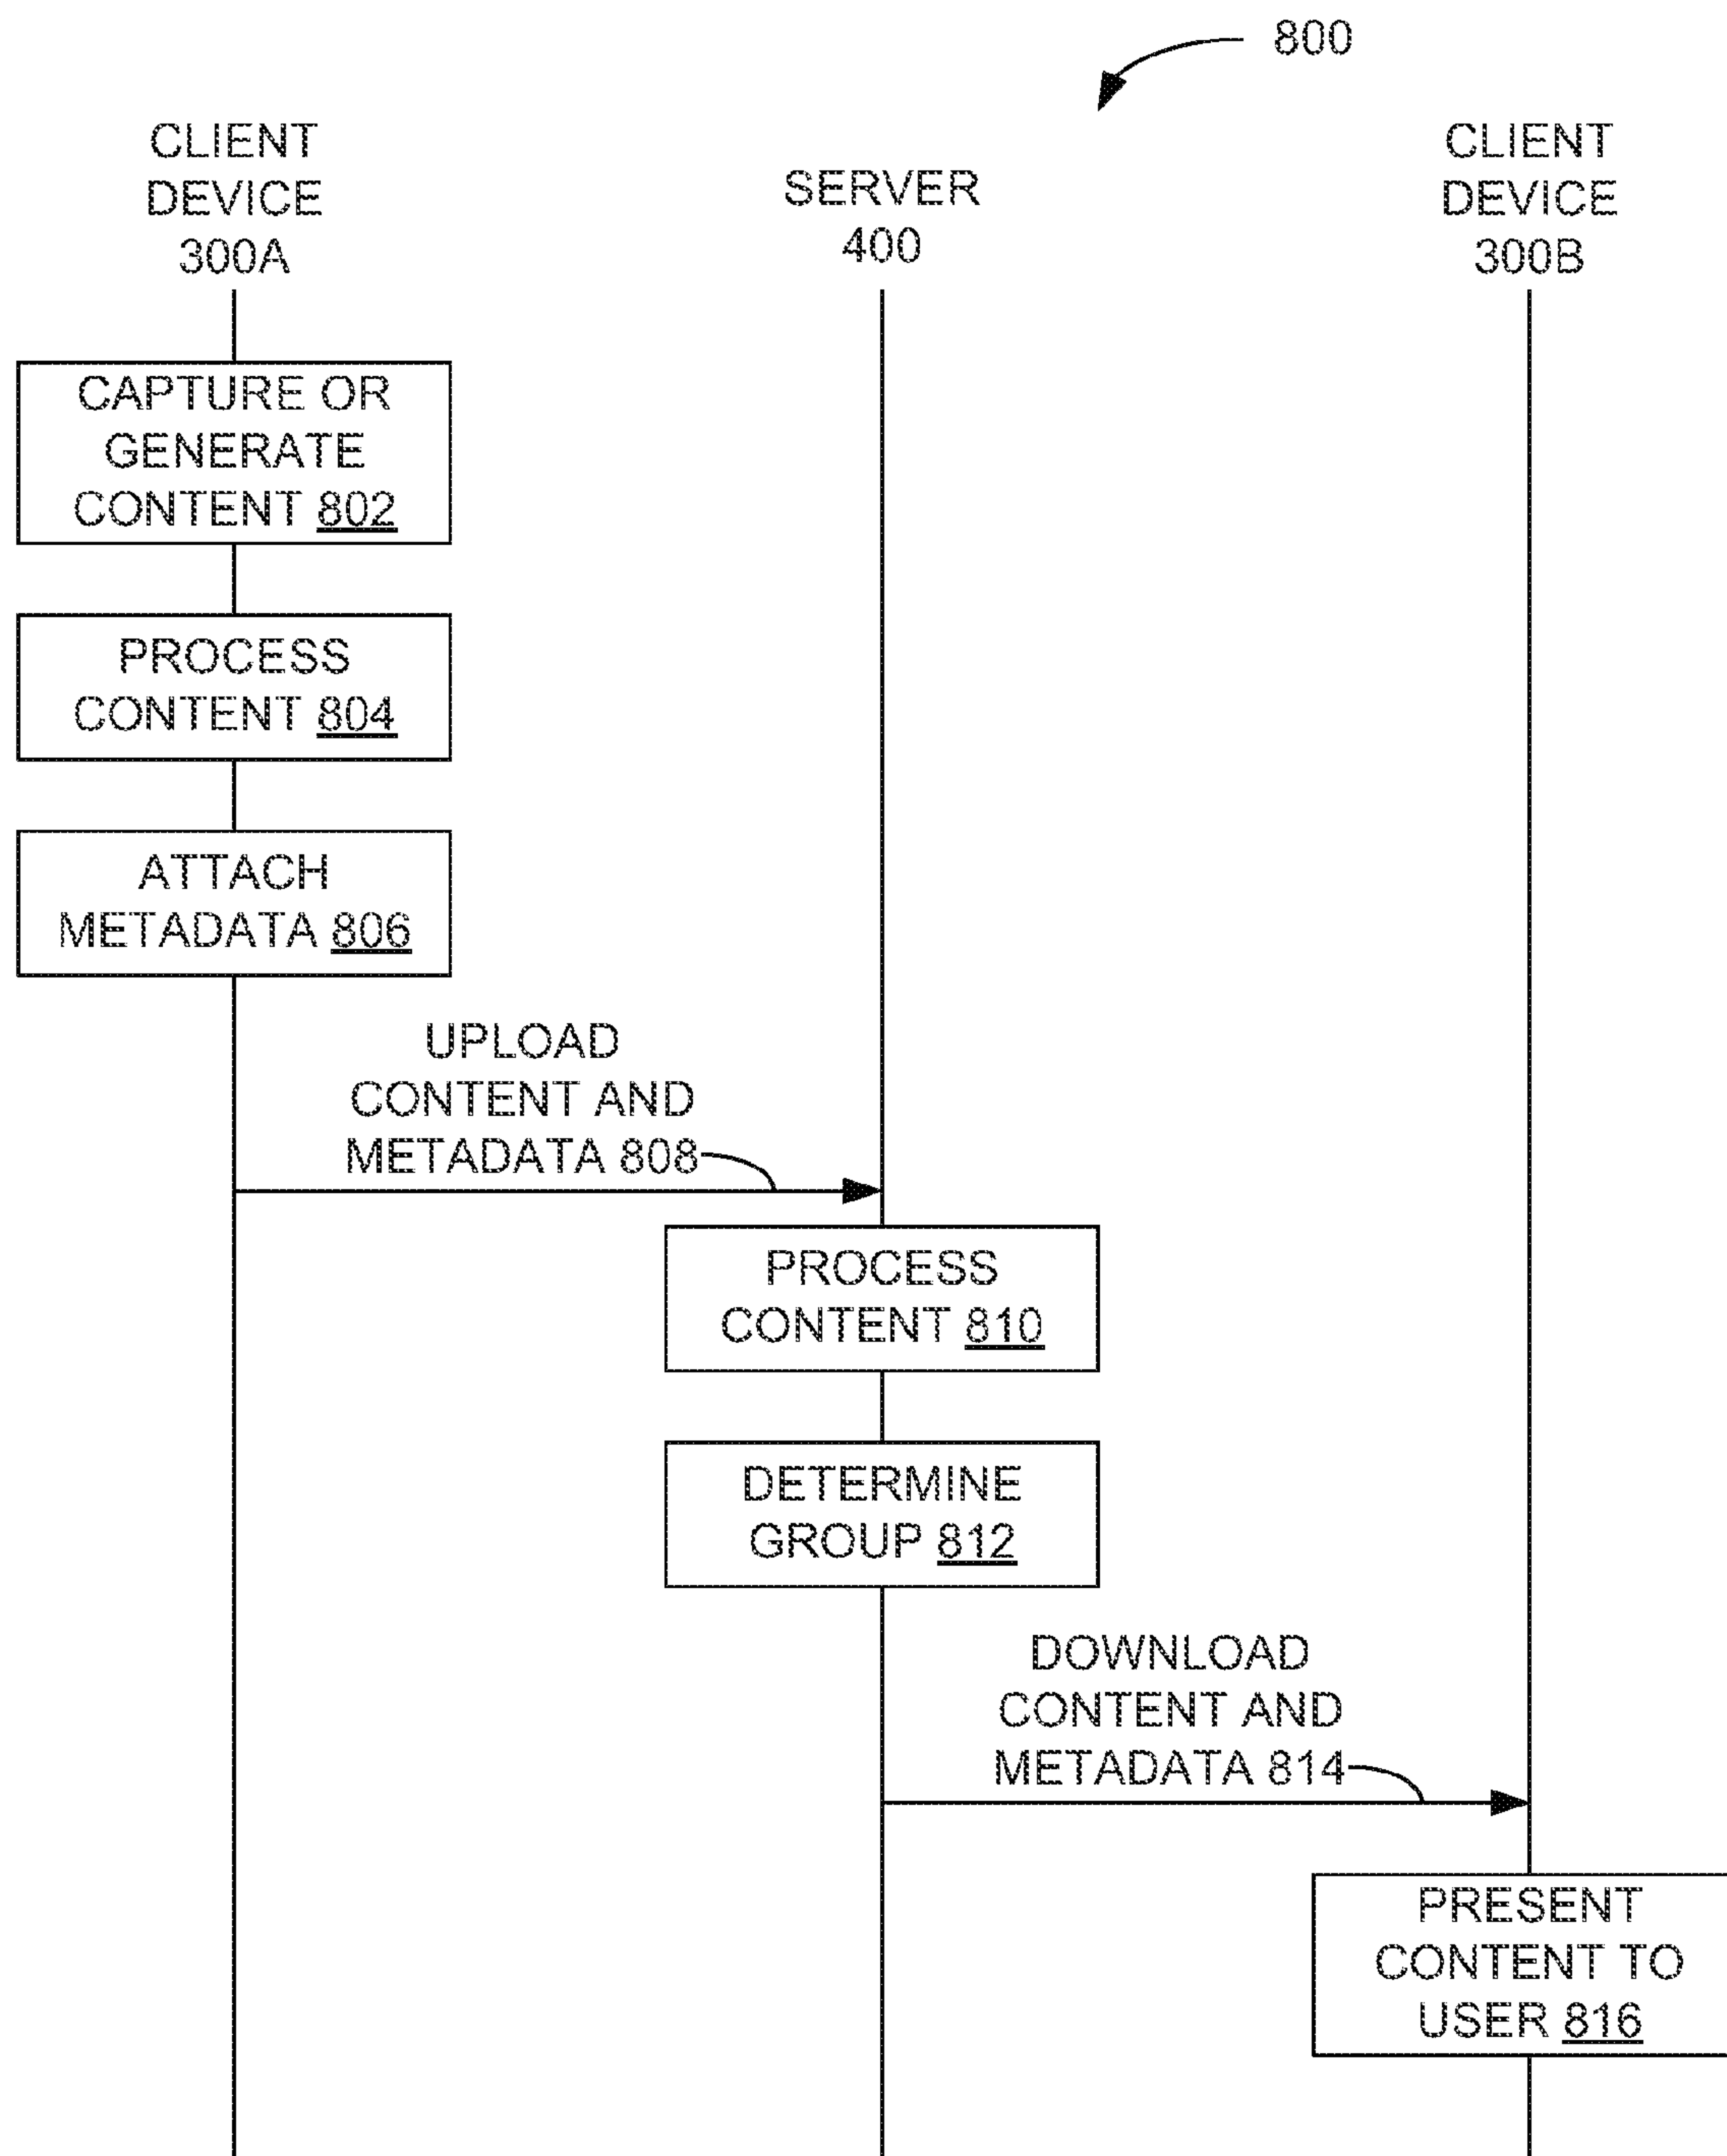 800
CLIENT
DEVICE
300A
SERVER
400
CLIENT
DEVICE
300B
CAPTURE OR
GENERATE
CONTENT 802
PROCESS
CONTENT 804
ATTACH
METADATA 806
UPLOAD
CONTENT AND
METADATA 808
PROCESS
CONTENT 810
DETERMINE
GROUP 812
DOWNLOAD
CONTENT AND
METADATA 814
PRESENT
CONTENT TO
USER 816